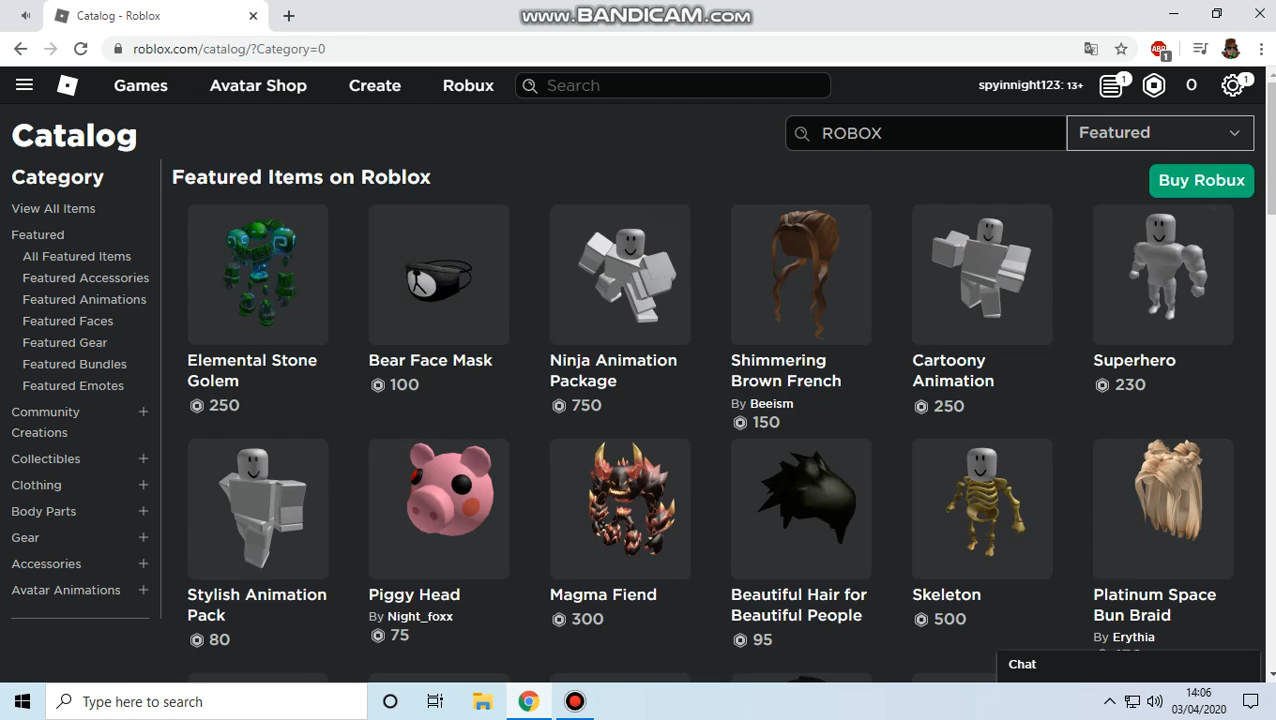 Catalog - Roblox
www.BANDICAM.com
roblox.com/catalog/?Category=0
ABP
1
Games
Avatar Shop
Create
Robux
Search
spyinnight123: 13+
1
0
1
Catalog
ROBOX
Featured
Category
Featured Items on Roblox
Buy Robux
View All Items
Featured
All Featured Items
Featured Accessories
Featured Animations
Featured Faces
Featured Gear
Featured Bundles
Featured Emotes
Community
Creations
Collectibles
Clothing
Body Parts
Gear
Accessories
Avatar Animations
Elemental Stone
Golem
250
Bear Face Mask
100
Ninja Animation
Package
750
Shimmering
Brown French
By Beeism
150
Cartoony
Animation
250
Superhero
230
Stylish Animation
Pack
80
Piggy Head
By Night_foxx
75
Magma Fiend
300
Beautiful Hair for
Beautiful People
95
Skeleton
500
Platinum Space
Bun Braid
By Erythia
Chat
Type here to search
14:06
03/04/2020